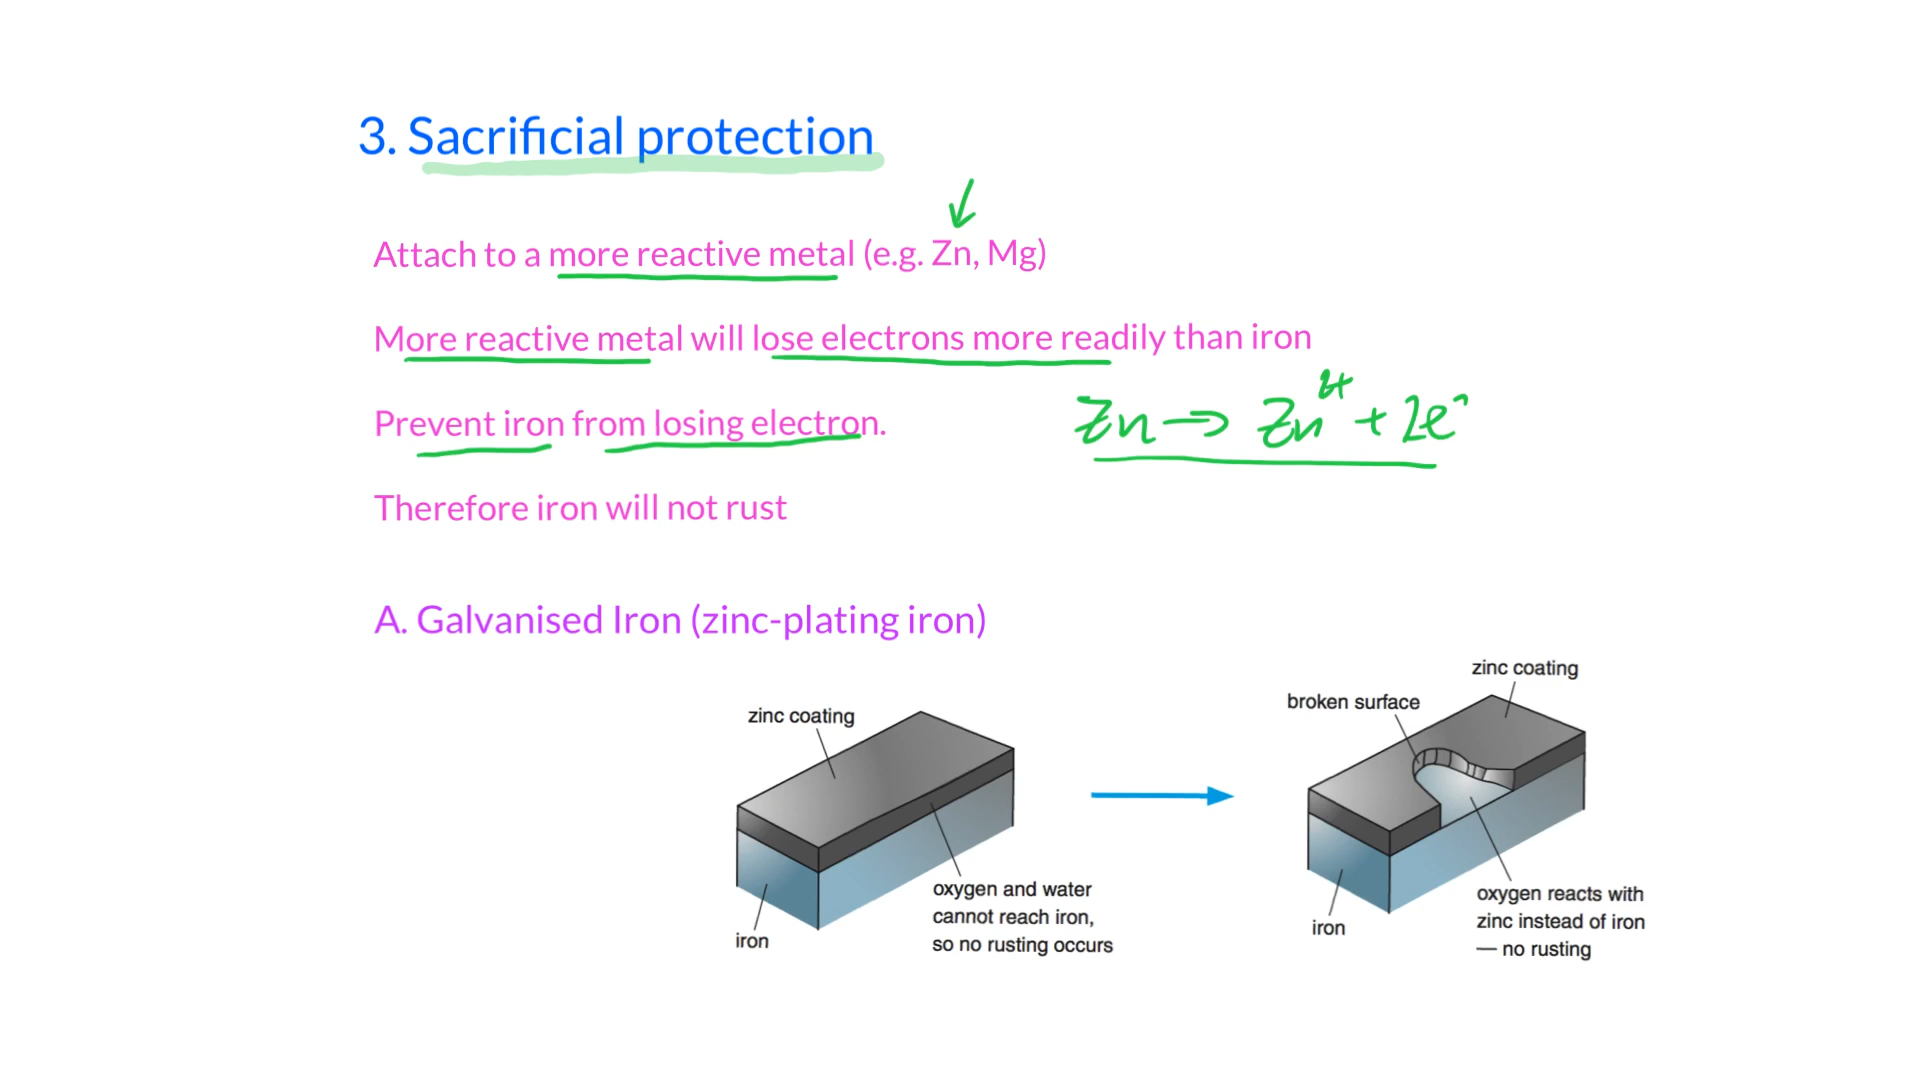 3. Sacrificial protection
Attach to a more reactive metal (e.g. Zn, Mg)
More reactive metal will lose electrons more readily than iron
Prevent iron from losing electron.
Zn → Zn²⁺ + 2e⁻
Therefore iron will not rust
A. Galvanised Iron (zinc-plating iron)
zinc coating
iron
oxygen and water
cannot reach iron,
so no rusting occurs
zinc coating
broken surface
iron
oxygen reacts with
zinc instead of iron
— no rusting